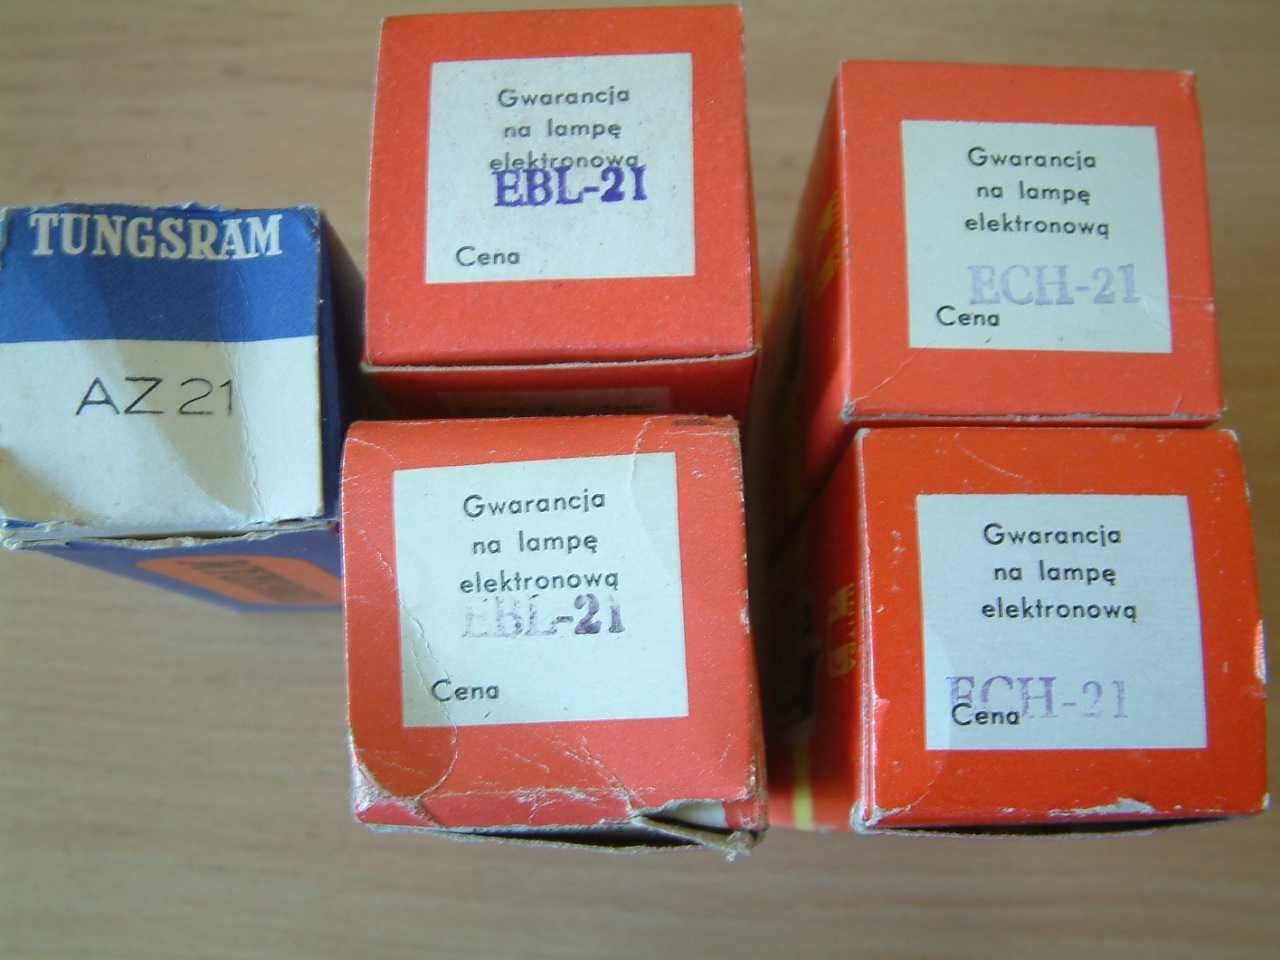 TUNGSRAM
AZ 21
Gwarancja
na lampę
elektronową
EBL-21
Cena
Gwarancja
na lampę
elektronową
ECH-21
Cena
Gwarancja
na lampę
elektronową
EBL-21
Cena
Gwarancja
na lampę
elektronową
ECH-21
Cena